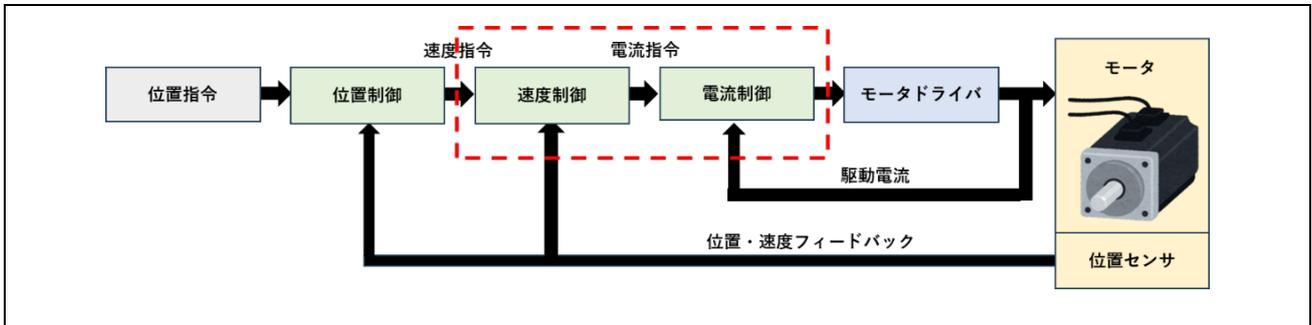 速度指令
電流指令
位置指令
位置制御
速度制御
電流制御
モータドライバ
モータ
駆動電流
位置・速度フィードバック
位置センサ